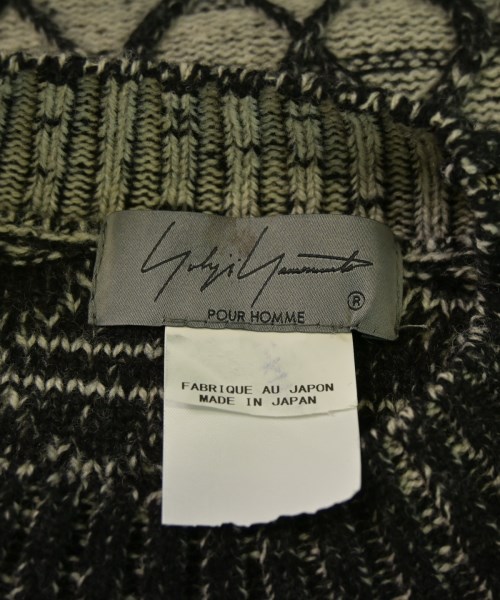 Yohji Yamamoto
®
POUR HOMME
FABRIQUE AU JAPON
MADE IN JAPAN